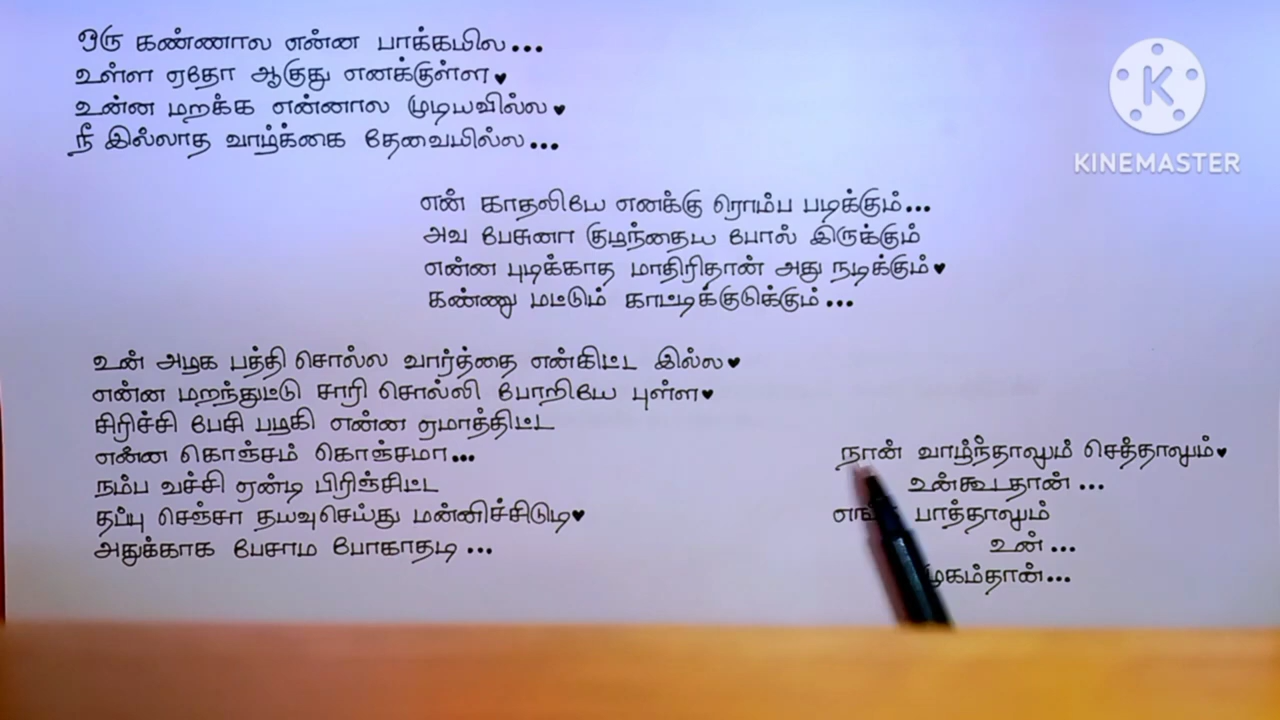 ஒரு கண்ணால என்ன பாக்கயில...
உள்ள ஏதோ ஆகுது எனக்குள்ள♥
உன்ன மறக்க என்னால முடியவில்ல♥
நீ இல்லாத வாழ்க்கை தேவையில்ல...
என் காதலியே எனக்கு ரொம்ப படிக்கும்...
அவ பேசுனா குழந்தைய போல் இருக்கும்
என்ன புடிக்காத மாதிரிதான் அது நடிக்கும்♥
கண்ணு மட்டும் காட்டிக்குடுக்கும்...
உன் அழக பத்தி சொல்ல வார்த்தை என்கிட்ட இல்ல♥
என்ன மறந்துட்டு சாரி சொல்லி போறியே புள்ள♥
சிரிச்சி பேசி பழகி என்ன ஏமாத்திட்ட
என்ன கொஞ்சம் கொஞ்சமா...
நம்ப வச்சி ஏண்டி பிரிஞ்சிட்ட
தப்பு செஞ்சா தயவுசெய்து மன்னிச்சிடுடி♥
அதுக்காக பேசாம போகாதடி...
நான் வாழ்ந்தாலும் செத்தாலும்♥
உன்கூடதான்...
பாத்தாலும்
உன்...
KINEMASTER